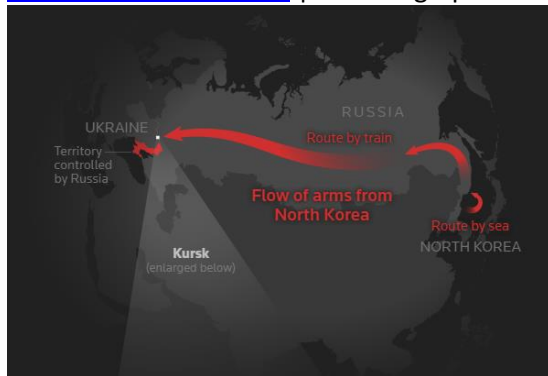 RUSSIA
UKRAINE
Route by train
Territory
controlled
by Russia
Flow of arms from
North Korea
Route by sea
NORTH KOREA
Kursk
(enlarged below)